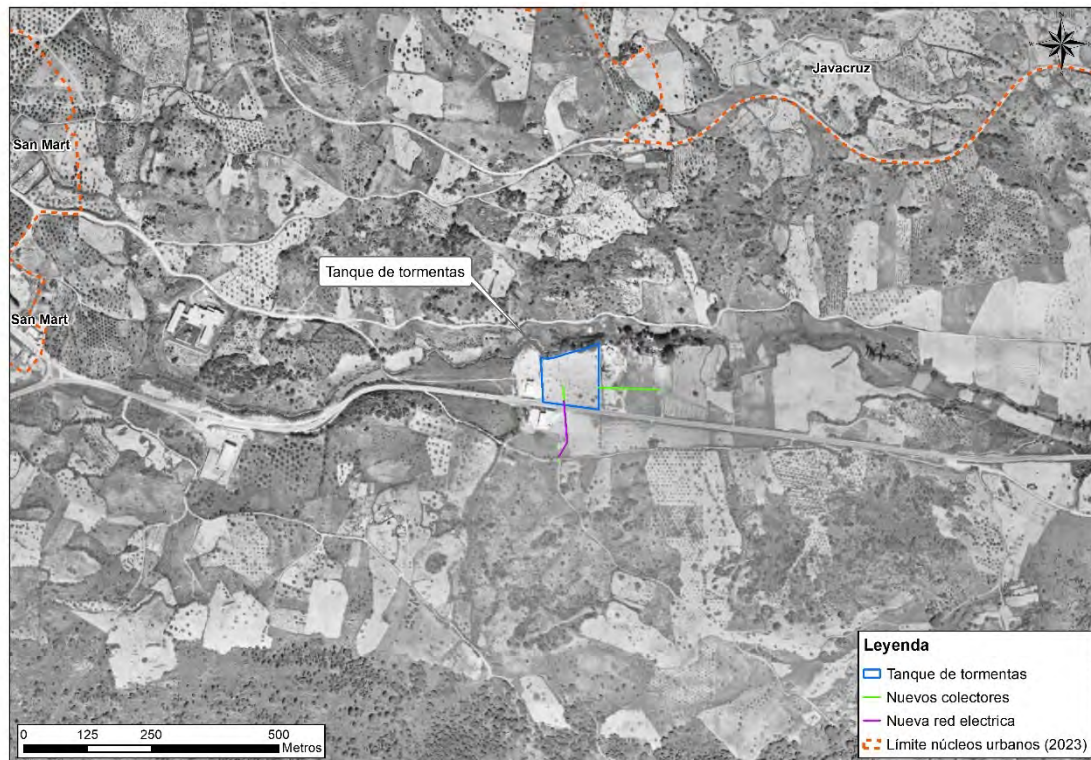 Javacruz
San Mart
Tanque de tormentas
San Mart
Leyenda
Tanque de tormentas
Nuevos colectores
Nueva red electrica
Límite núcleos urbanos (2023)
0 125 250 500
Metros